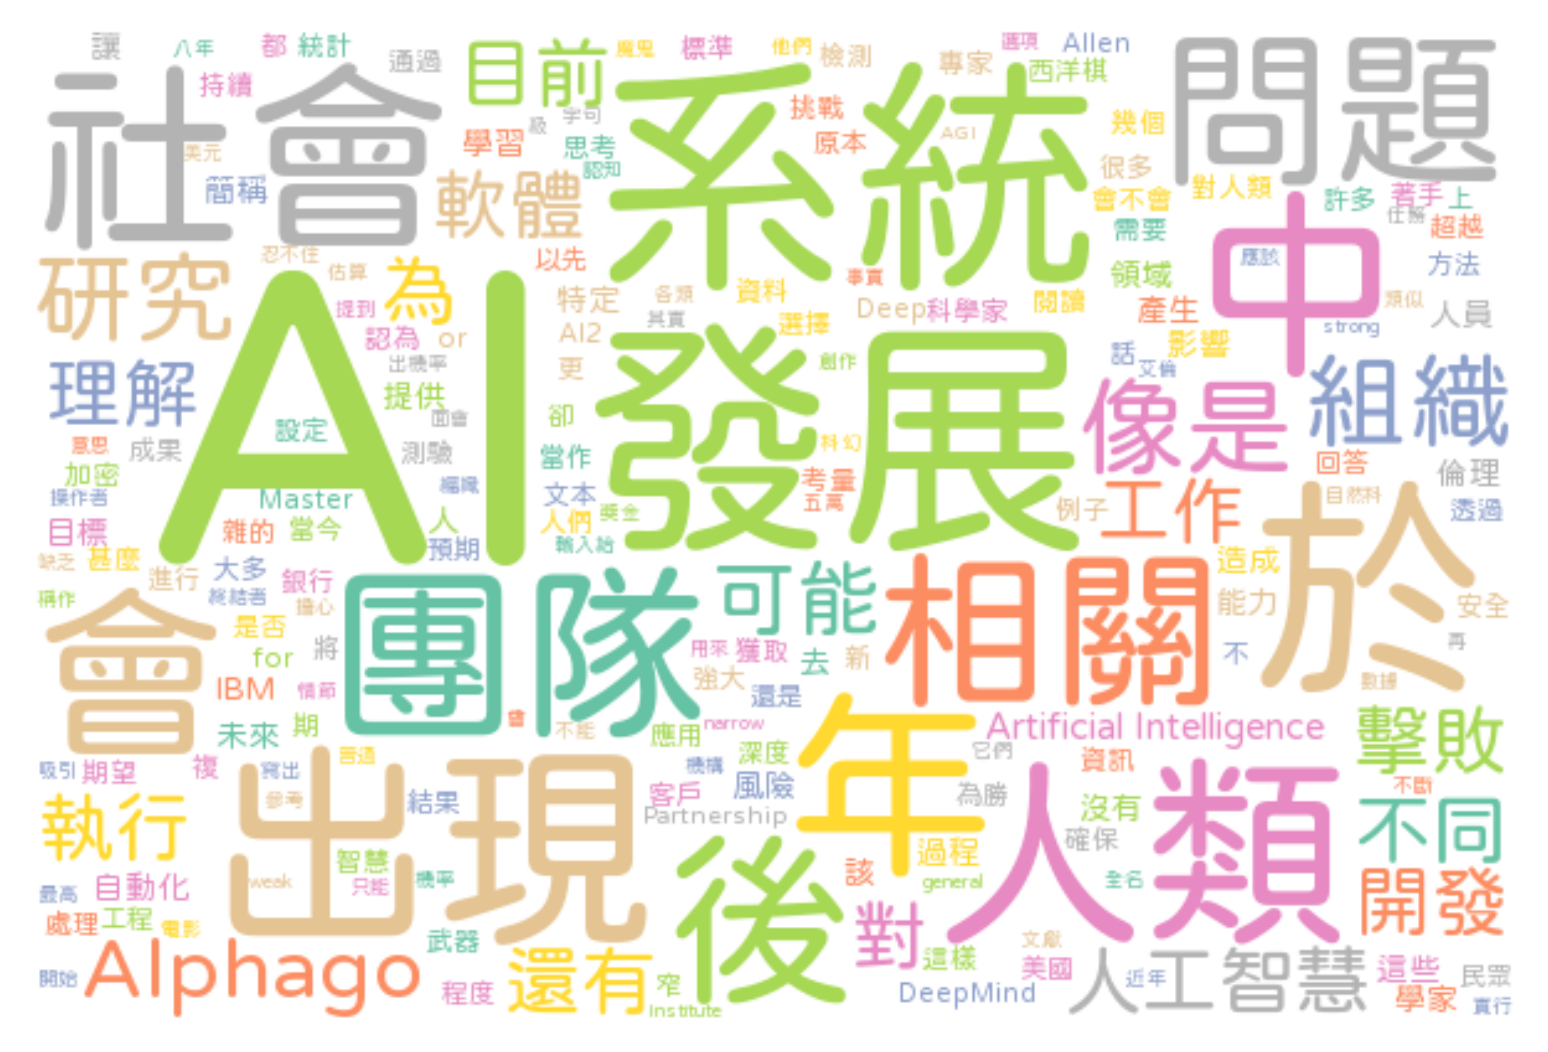 讓
八年
都
統計
通過
目前
魔鬼
標準
他們
檢測
專家
選項
Allen
西洋棋
問題
持續
社會
系統
挑戰
原本
AGI
幾個
很多
字句
級
學習
思考
認知
美元
簡稱
軟體
會不會
對人類
許多
著手
上
仕務
超越
需要
中
應該
方法
忍不住
估算
以先
事實
領域
研究
為
提到
特定
各類
資料
Deep
科學家
閱讀
產生
類似
人員
strong
認為
or
AI2
其實
選擇
影響
話
艾倫
出機率
更
創作
理解
AI
發展
提供
面會
卻
像是
組織
設定
測驗
當作
科幻
意思
成果
回答
倫理
加密
編織
文本
考量
五萬
自然科
操作者
Master
人們
獎金
例子
工作
於
透過
目標
雜的
當今
人
預期
輸入給
缺乏
甚麼
進行
大多
銀行
可能
相關
造成
稱作
終結者
擔心
團隊
能力
安全
會
是否
將
for
用來
獲取
去
新
不
再
IBM
情節
強大
還是
數據
未來
期
曾
不能
應用
narrow
年
Artificial Intelligence
擊敗
深度
它們
吸引
期望
複
寫出
普通
機構
資訊
不斷
出現
參考
結果
客戶
風險
為勝
人類
沒有
不同
執行
Partnership
確保
智慧
過程
最高
自動化
weak
只能
機率
後
該
general
全名
開發
處理
工程
電影
武器
對
文獻
開始
Alphago
程度
還有
窄
這樣
美國
人工智慧
近年
這些
民眾
Institute
DeepMind
學家
實行